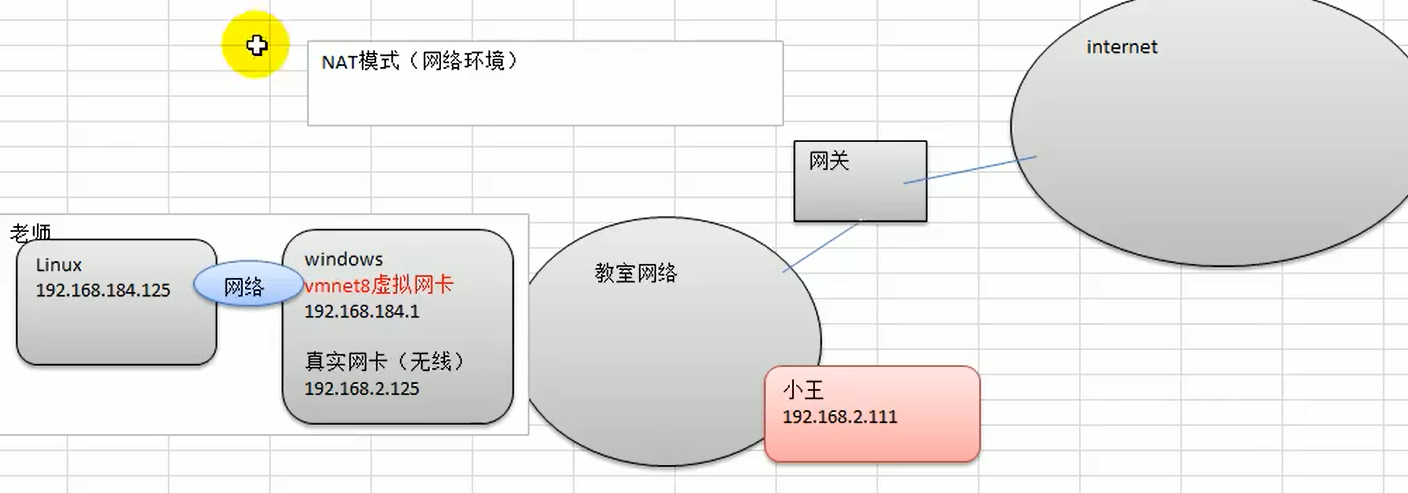 NAT模式（网络环境）
internet
网关
老师
Linux
192.168.184.125
网络
windows
vmnet8虚拟网卡
192.168.184.1
真实网卡（无线）
192.168.2.125
教室网络
小王
192.168.2.111